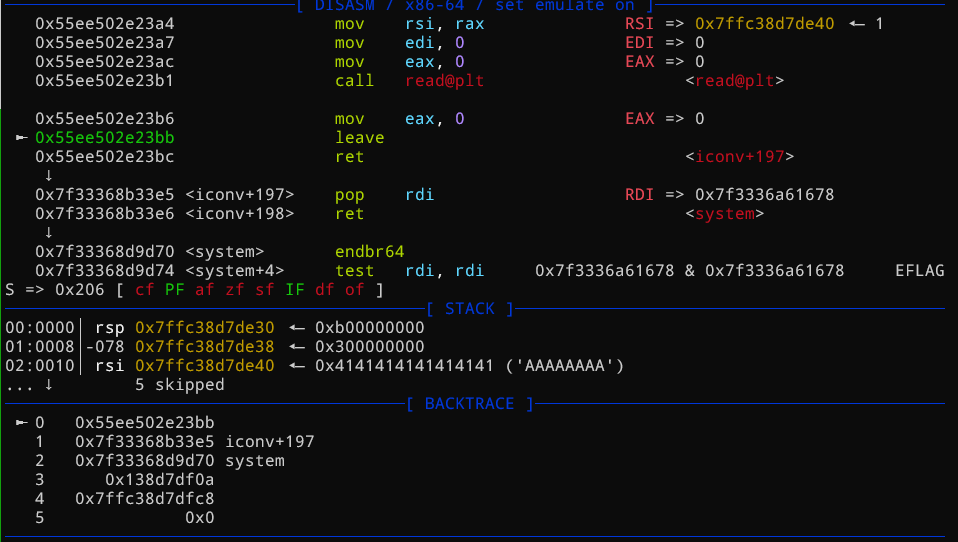 [ DISASM / x86-64 / set emulate on ]
0x55ee502e23a4 mov rsi, rax RSI => 0x7ffc38d7de40 ← 1
0x55ee502e23a7 mov edi, 0 EDI => 0
0x55ee502e23ac mov eax, 0 EAX => 0
0x55ee502e23b1 call read@plt <read@plt>
0x55ee502e23b6 mov eax, 0 EAX => 0
► 0x55ee502e23bb leave
0x55ee502e23bc ret <iconv+197>
↓
0x7f33368b33e5 <iconv+197> pop rdi RDI => 0x7f3336a61678
0x7f33368b33e6 <iconv+198> ret <system>
↓
0x7f33368d9d70 <system> endbr64
0x7f33368d9d74 <system+4> test rdi, rdi 0x7f3336a61678 & 0x7f3336a61678 EFLAG
S => 0x206 [ cf PF af zf sf IF df of ]
[ STACK ]
00:0000│ rsp 0x7ffc38d7de30 ← 0xb00000000
01:0008│-078 0x7ffc38d7de38 ← 0x300000000
02:0010│ rsi 0x7ffc38d7de40 ← 0x4141414141414141 ('AAAAAAAA')
... ↓ 5 skipped
[ BACKTRACE ]
► 0 0x55ee502e23bb
1 0x7f33368b33e5 iconv+197
2 0x7f33368d9d70 system
3 0x138d7df0a
4 0x7ffc38d7dfc8
5 0x0